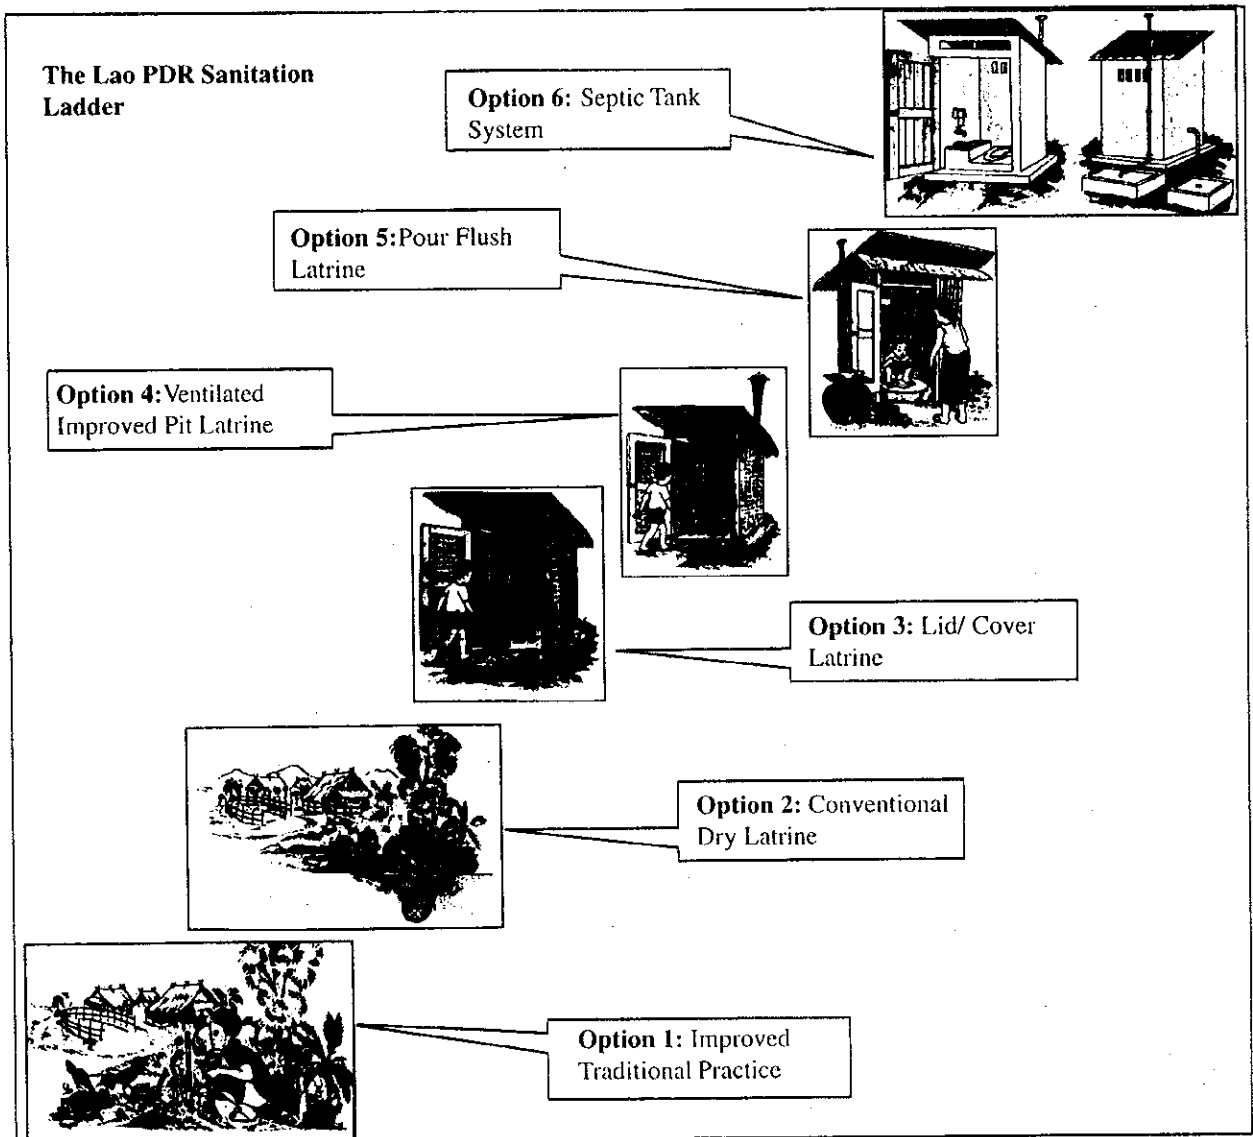 The Lao PDR Sanitation
Ladder
Option 6: Septic Tank
System
Option 5:Pour Flush
Latrine
Option 4:Ventilated
Improved Pit Latrine
Option 3: Lid/ Cover
Latrine
Option 2: Conventional
Dry Latrine
Option 1: Improved
Traditional Practice